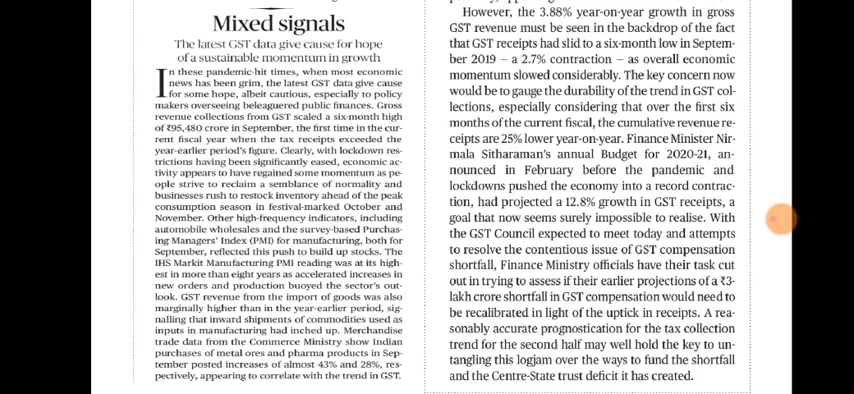 Mixed signals
The latest GST data give cause for hope
of a sustainable momentum in growth
In these pandemic-hit times, when most economic
news has been grim, the latest GST data give cause
for some hope, albeit cautious, especially to policy
makers overseeing beleaguered public finances. Gross
revenue collections from GST scaled a six-month high
of ₹95,480 crore in September, the first time in the cur-
rent fiscal year when the tax receipts exceeded the
year-earlier period's figure. Clearly, with lockdown res-
trictions having been significantly eased, economic ac-
tivity appears to have regained some momentum as pe-
ople strive to reclaim a semblance of normality and
businesses rush to restock inventory ahead of the peak
consumption season in festival-marked October and
November. Other high-frequency indicators, including
automobile wholesales and the survey-based Purchas-
ing Managers' Index (PMI) for manufacturing, both for
September, reflected this push to build up stocks. The
IHS Markit Manufacturing PMI reading was at its high-
est in more than eight years as accelerated increases in
new orders and production buoyed the sector's out-
look. GST revenue from the import of goods was also
marginally higher than in the year-earlier period, sig-
nalling that inward shipments of commodities used as
inputs in manufacturing had inched up. Merchandise
trade data from the Commerce Ministry show Indian
purchases of metal ores and pharma products in Sep-
tember posted increases of almost 43% and 28%, res-
pectively, appearing to correlate with the trend in GST.
However, the 3.88% year-on-year growth in gross
GST revenue must be seen in the backdrop of the fact
that GST receipts had slid to a six-month low in Septem-
ber 2019 – a 2.7% contraction – as overall economic
momentum slowed considerably. The key concern now
would be to gauge the durability of the trend in GST col-
lections, especially considering that over the first six
months of the current fiscal, the cumulative revenue re-
ceipts are 25% lower year-on-year. Finance Minister Nir-
mala Sitharaman's annual Budget for 2020-21, an-
nounced in February before the pandemic and
lockdowns pushed the economy into a record contrac-
tion, had projected a 12.8% growth in GST receipts, a
goal that now seems surely impossible to realise. With
the GST Council expected to meet today and attempts
to resolve the contentious issue of GST compensation
shortfall, Finance Ministry officials have their task cut
out in trying to assess if their earlier projections of a ₹3-
lakh crore shortfall in GST compensation would need to
be recalibrated in light of the uptick in receipts. A rea-
sonably accurate prognostication for the tax collection
trend for the second half may well hold the key to un-
tangling this logjam over the ways to fund the shortfall
and the Centre-State trust deficit it has created.